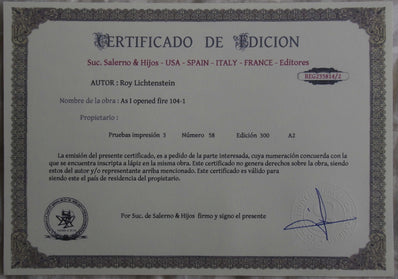 CERTIFICADO DE EDICION
Suc. Salerno & Hijos - USA - SPAIN - ITALY - FRANCE - Editores
AUTOR : Roy Lichtenstein
Nombre de la obra : As I opened fire 104-1
Propietario :
Pruebas impresión 3 Número 58 Edición 300 A2
La emisión del presente certificado, es a pedido de la parte interesada, cuya numeración concuerda con la
que se encuentra inscripta a lápiz en la misma obra. Este certificado no genera derechos sobre la obra, siendo
estos del autor y/o representante arriba mencionado. Este certificado es válido para
siendo este el país de residencia del propietario.
Por Suc. de Salerno & Hijos firmo y signo el presente